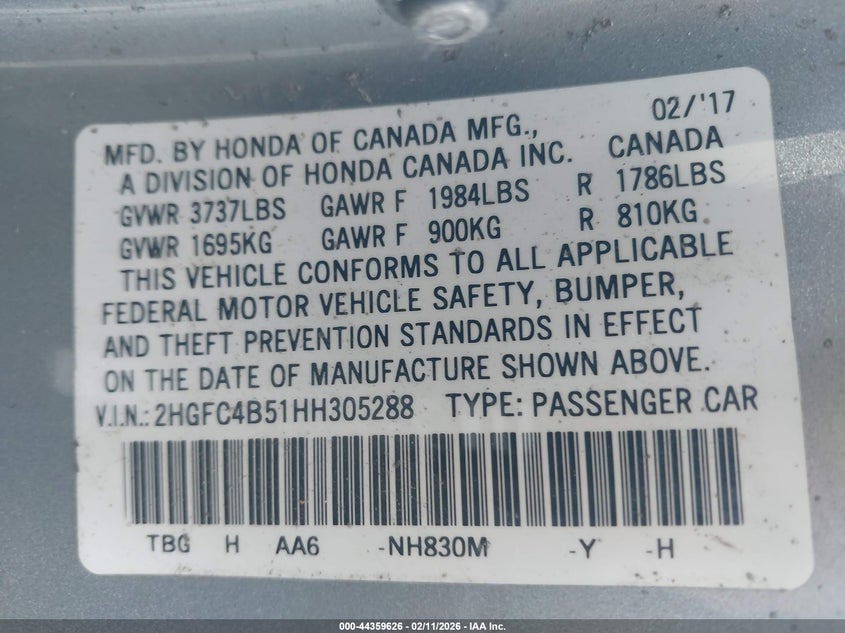 02/'17
MFD. BY HONDA OF CANADA MFG., CANADA
A DIVISION OF HONDA CANADA INC.
GVWR 3737LBS GAWR F 1984LBS R 1786LBS
GVWR 1695KG GAWR F 900KG R 810KG
THIS VEHICLE CONFORMS TO ALL APPLICABLE
FEDERAL MOTOR VEHICLE SAFETY, BUMPER,
AND THEFT PREVENTION STANDARDS IN EFFECT
ON THE DATE OF MANUFACTURE SHOWN ABOVE.
V.I.N.: 2HGFC4B51HH305288 TYPE: PASSENGER CAR
TBG H AA6 -NH830M -Y -H
000-44359626 - 02/11/2026 - IAA Inc.